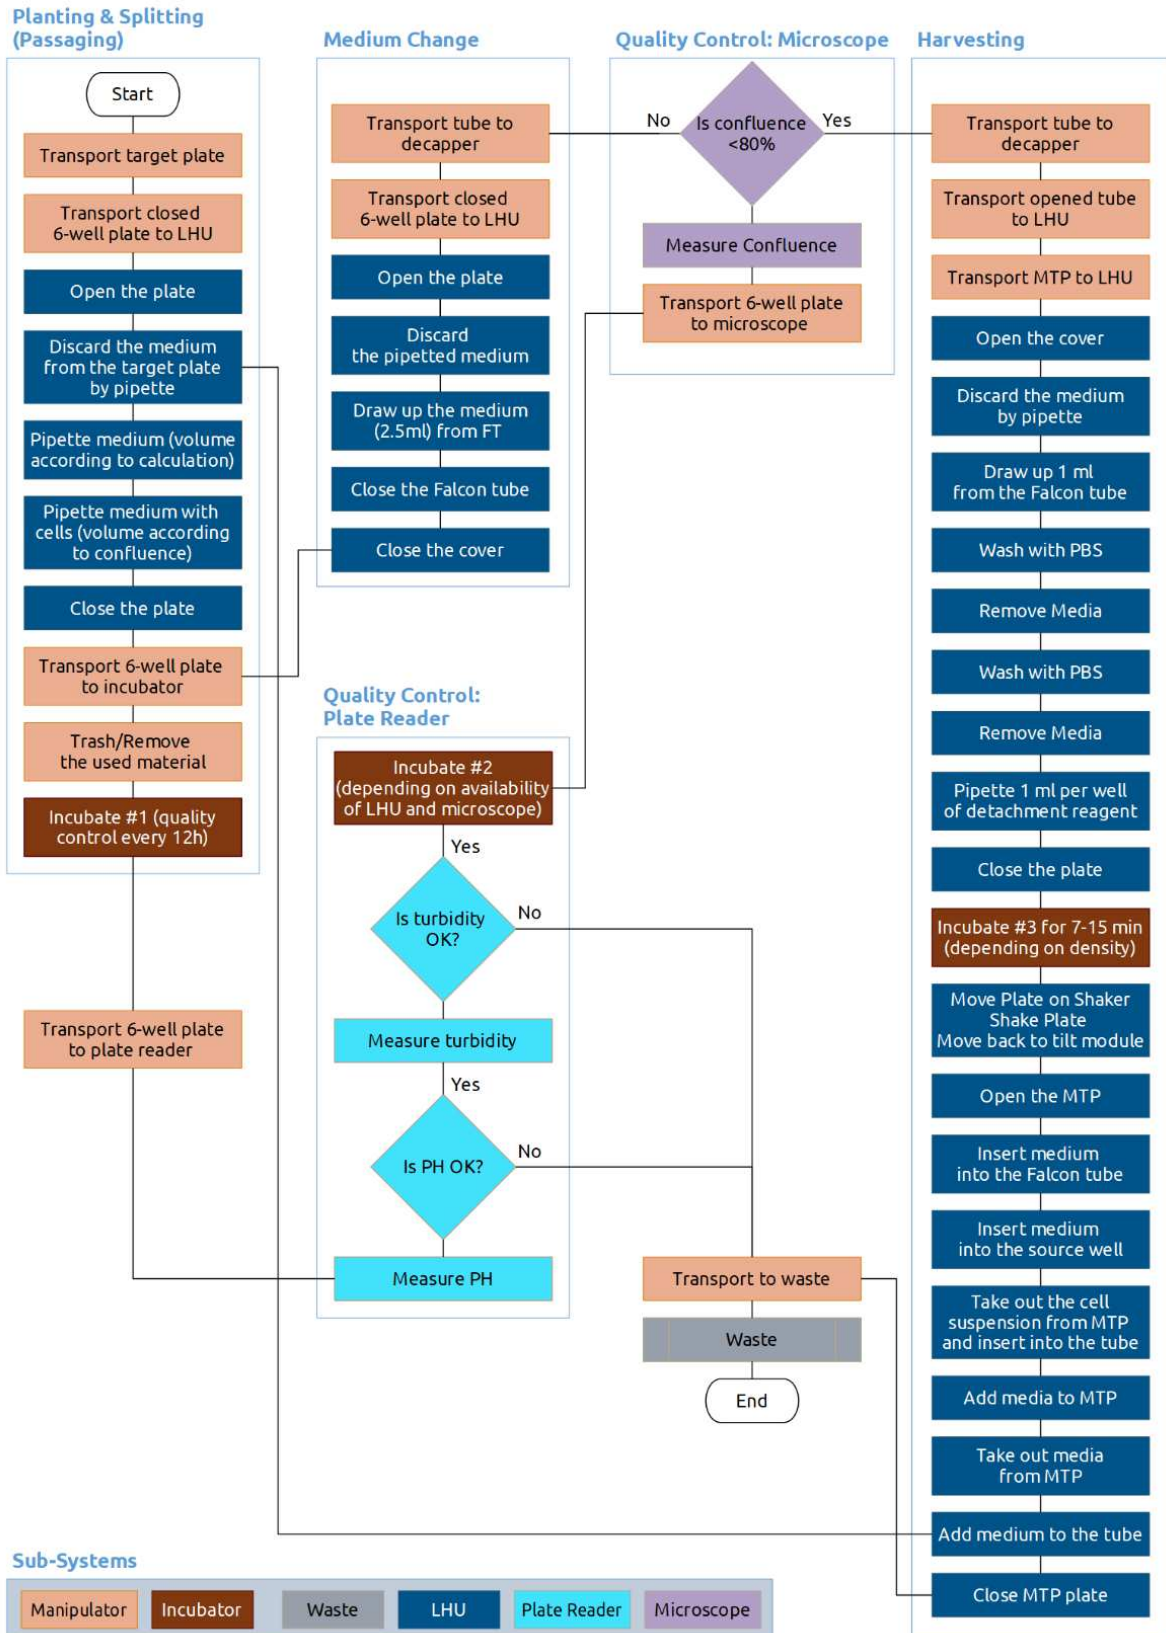 Planting & Splitting
(Passaging)
Start
Transport target plate
Transport closed
6-well plate to LHU
Open the plate
Discard the medium
from the target plate
by pipette
Pipette medium (volume
according to calculation)
Pipette medium with
cells (volume according
to confluence)
Close the plate
Transport 6-well plate
to incubator
Trash/Remove
the used material
Incubate #1 (quality
control every 12h)
Transport 6-well plate
to plate reader
Medium Change
Transport tube to
decapper
Transport closed
6-well plate to LHU
Open the plate
Discard
the pipetted medium
Draw up the medium
(2.5ml) from FT
Close the Falcon tube
Close the cover
Quality Control:
Plate Reader
Incubate #2
(depending on availability
of LHU and microscope)
Yes
Is turbidity
OK?
No
Measure turbidity
Yes
Is PH OK?
No
Measure PH
Quality Control: Microscope
No
Is confluence
<80%
Yes
Measure Confluence
Transport 6-well plate
to microscope
Transport to waste
Waste
End
Harvesting
Transport tube to
decapper
Transport opened tube
to LHU
Transport MTP to LHU
Open the cover
Discard the medium
by pipette
Draw up 1 ml
from the Falcon tube
Wash with PBS
Remove Media
Wash with PBS
Remove Media
Pipette 1 ml per well
of detachment reagent
Close the plate
Incubate #3 for 7-15 min
(depending on density)
Move Plate on Shaker
Shake Plate
Move back to tilt module
Open the MTP
Insert medium
into the Falcon tube
Insert medium
into the source well
Take out the cell
suspension from MTP
and insert into the tube
Add media to MTP
Take out media
from MTP
Add medium to the tube
Close MTP plate
Sub-Systems
Manipulator
Incubator
Waste
LHU
Plate Reader
Microscope